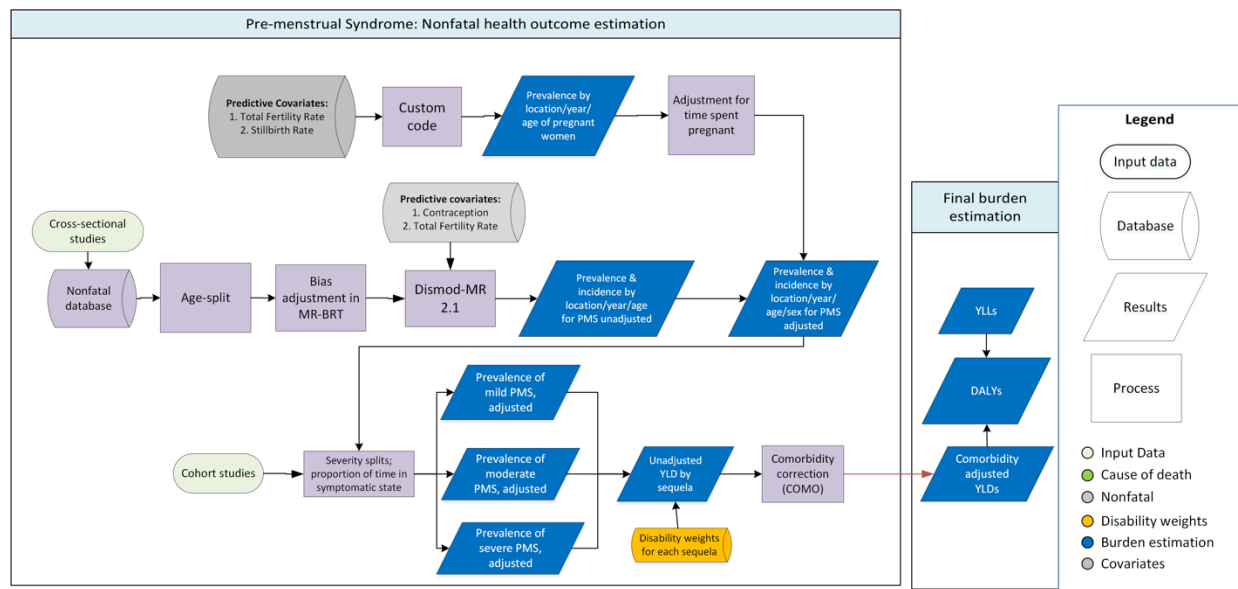 Pre-menstrual Syndrome: Nonfatal health outcome estimation
Predictive Covariates:
1. Total Fertility Rate
2. Stillbirth Rate
Custom
code
Prevalence by
location/year/
age of pregnant
women
Adjustment for
time spent
pregnant
Predictive covariates:
1. Contraception
2. Total Fertility Rate
Cross-sectional
studies
Nonfatal
database
Age-split
Bias
adjustment in
MR-BRT
Dismod-MR
2.1
Prevalence &
incidence by
location/year/age
for PMS unadjusted
Prevalence &
incidence by
location/year/
age/sex for PMS
adjusted
Cohort studies
Severity splits;
proportion of time in
symptomatic state
Prevalence of
mild PMS,
adjusted
Prevalence of
moderate PMS,
adjusted
Prevalence of
severe PMS,
adjusted
Unadjusted
YLD by
sequela
Disability weights
for each sequela
Comorbidity
correction
(COMO)
Final burden
estimation
YLLs
DALYs
Comorbidity
adjusted
YLDs
Legend
Input data
Database
Results
Process
Input Data
Cause of death
Nonfatal
Disability weights
Burden estimation
Covariates